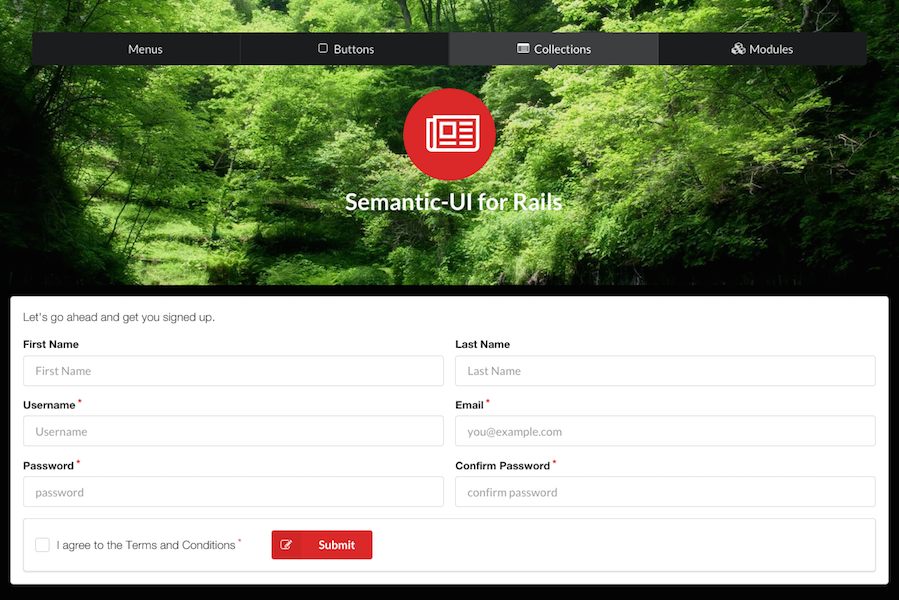 Menus Buttons Collections Modules
Semantic-UI for Rails
Let's go ahead and get you signed up.
First Name Last Name
First Name Last Name
Username * Email *
Username you@example.com
Password * Confirm Password *
password confirm password
I agree to the Terms and Conditions * Submit